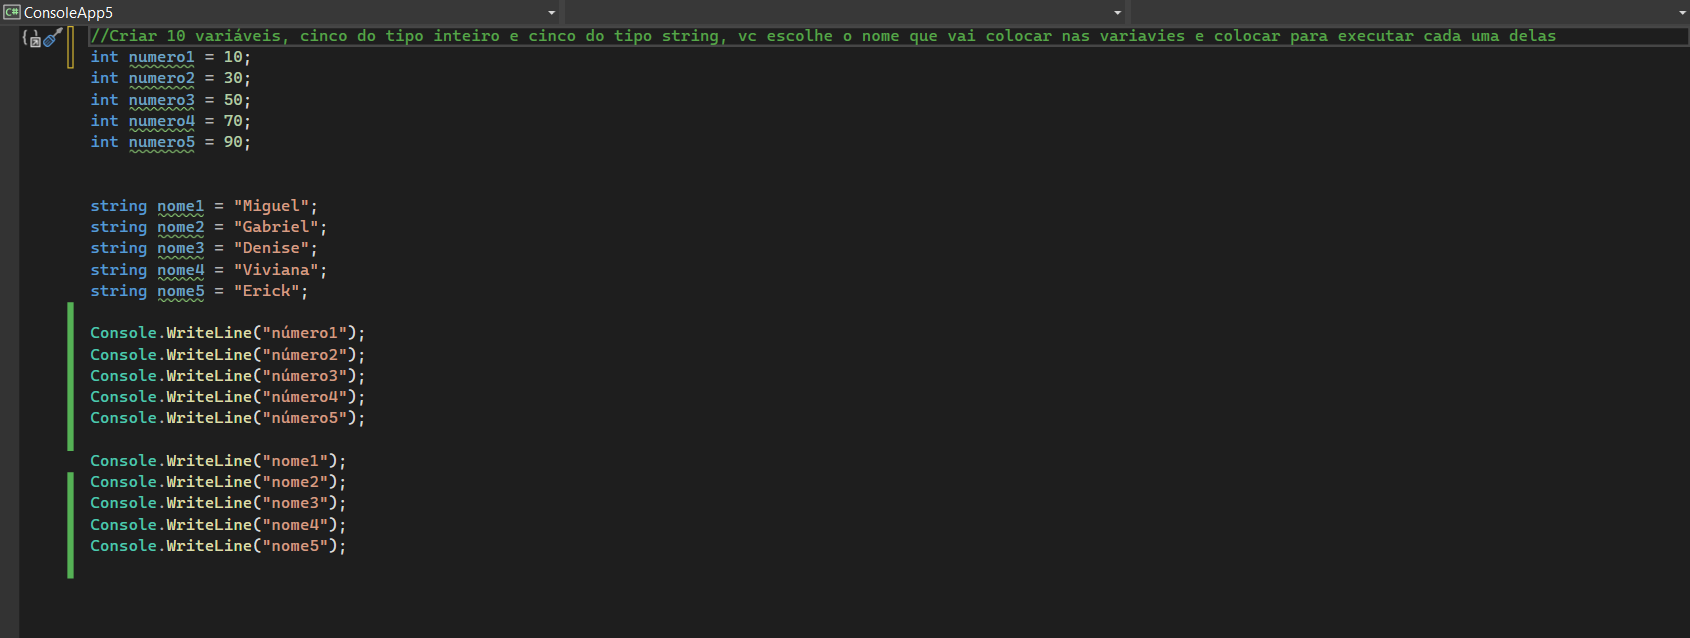 C# ConsoleApp5
//Criar 10 variáveis, cinco do tipo inteiro e cinco do tipo string, vc escolhe o nome que vai colocar nas variavies e colocar para executar cada uma delas
int numero1 = 10;
int numero2 = 30;
int numero3 = 50;
int numero4 = 70;
int numero5 = 90;
string nome1 = "Miguel";
string nome2 = "Gabriel";
string nome3 = "Denise";
string nome4 = "Viviana";
string nome5 = "Erick";
Console.WriteLine("número1");
Console.WriteLine("número2");
Console.WriteLine("número3");
Console.WriteLine("número4");
Console.WriteLine("número5");
Console.WriteLine("nome1");
Console.WriteLine("nome2");
Console.WriteLine("nome3");
Console.WriteLine("nome4");
Console.WriteLine("nome5");